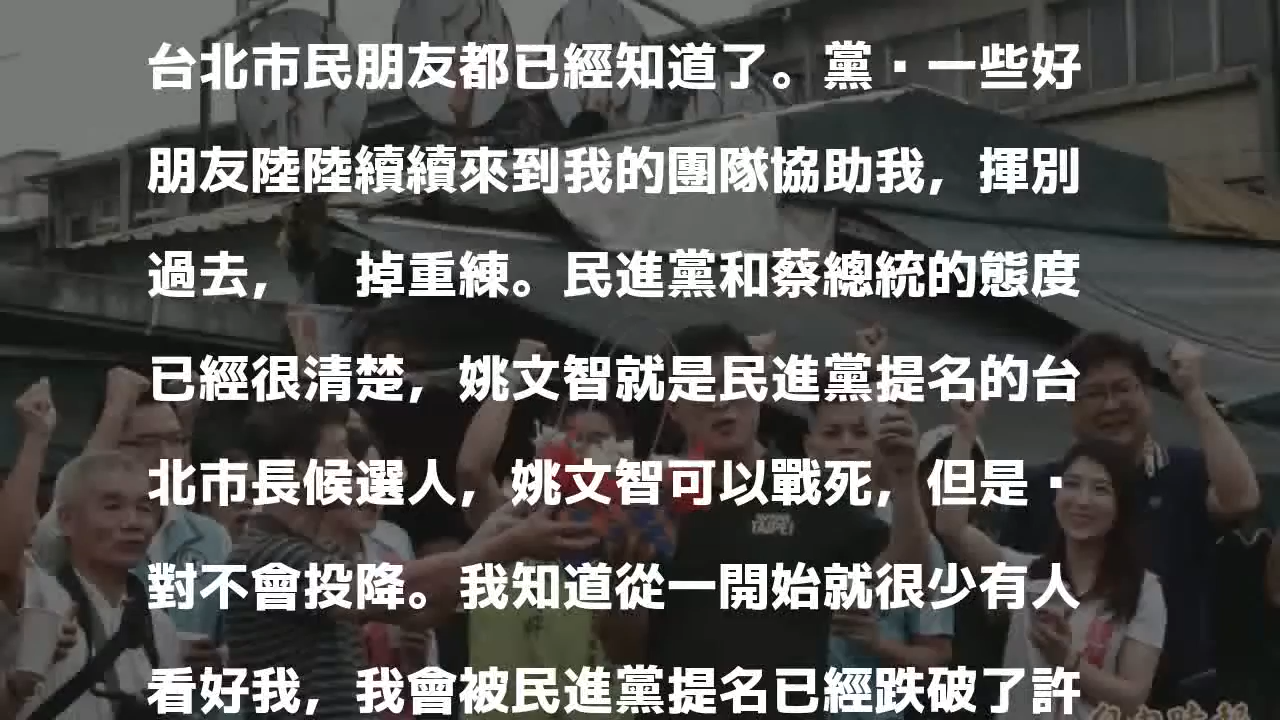 台北市民朋友都已經知道了。黨▪一些好
朋友陸陸續續來到我的團隊協助我，揮別
過去，　掉重練。民進黨和蔡總統的態度
已經很清楚，姚文智就是民進黨提名的台
北市長候選人，姚文智可以戰死，但是▪
對不會投降。我知道從一開始就很少有人
看好我，我會被民進黨提名已經跌破了許
TAIPEI